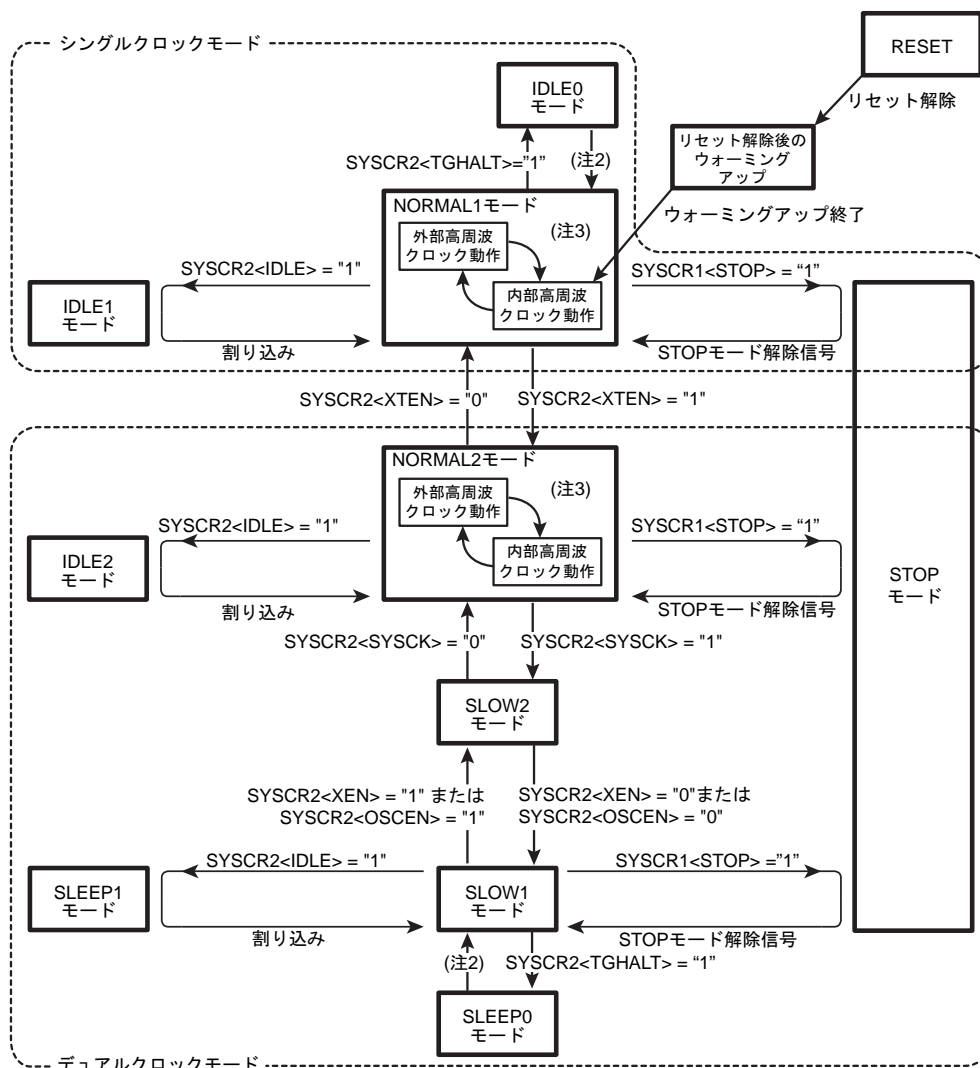 シングルクロックモード
RESET
IDLE0
モード
リセット解除
リセット解除後の
ウォーミング
アップ
SYSCR2<TGHALT>="1”
(注2)
NORMAL1モード
ウォーミングアップ終了
外部高周波
クロック動作
(注3)
内部高周波
クロック動作
SYSCR2<IDLE> = "1"
SYSCR1<STOP> = “1”
IDLE1
モード
割り込み
STOPモード解除信号
SYSCR2<XTEN> = "0"
SYSCR2<XTEN> = "1"
NORMAL2モード
外部高周波
クロック動作
(注3)
内部高周波
クロック動作
SYSCR2<IDLE> = "1"
SYSCR1<STOP> = “1”
IDLE2
モード
STOP
モード
割り込み
STOPモード解除信号
SYSCR2<SYSCK> = "0"
SYSCR2<SYSCK> = "1"
SLOW2
モード
SYSCR2<XEN> = "1" または
SYSCR2<OSCEN> = "1"
SYSCR2<XEN> = "0"または
SYSCR2<OSCEN> = "0"
SYSCR2<IDLE> = "1"
SYSCR1<STOP> =”1”
SLEEP1
モード
SLOW1
モード
割り込み
STOPモード解除信号
(注2)
SYSCR2<TGHALT> = “1”
SLEEP0
モード
デュアルクロックモード